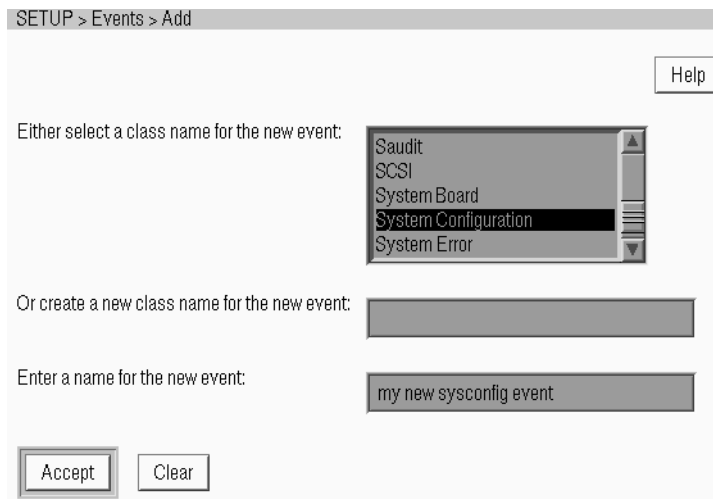 SETUP > Events > Add
Help
Either select a class name for the new event:
Saudit
SCSI
System Board
System Configuration
System Error
Or create a new class name for the new event:
Enter a name for the new event:
my new sysconfig event
Accept
Clear